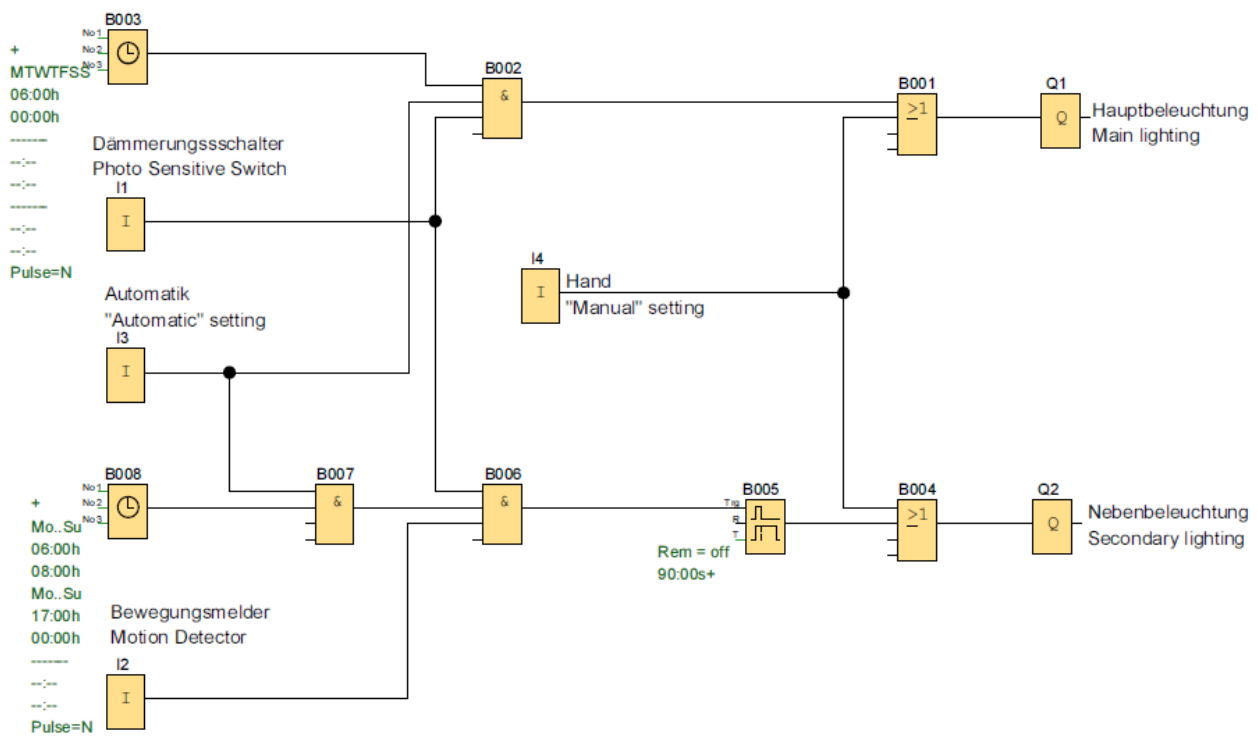 B003
No1
No2
No3
+
MTWTFSS
06:00h
00:00h
-------
--:--
--:--
-------
--:--
--:--
Pulse=N
B002
&
B001
>1
Q1
Q
Hauptbeleuchtung
Main lighting
Dämmerungssschalter
Photo Sensitive Switch
I1
I
I4
I
Hand
"Manual" setting
Automatik
"Automatic" setting
I3
I
B008
No1
No2
No3
+
Mo..Su
06:00h
08:00h
Mo..Su
17:00h
00:00h
-------
--:--
--:--
Pulse=N
B007
&
B006
&
B005
Trg
R
T
Rem = off
90:00s+
B004
>1
Q2
Q
Nebenbeleuchtung
Secondary lighting
Bewegungsmelder
Motion Detector
I2
I